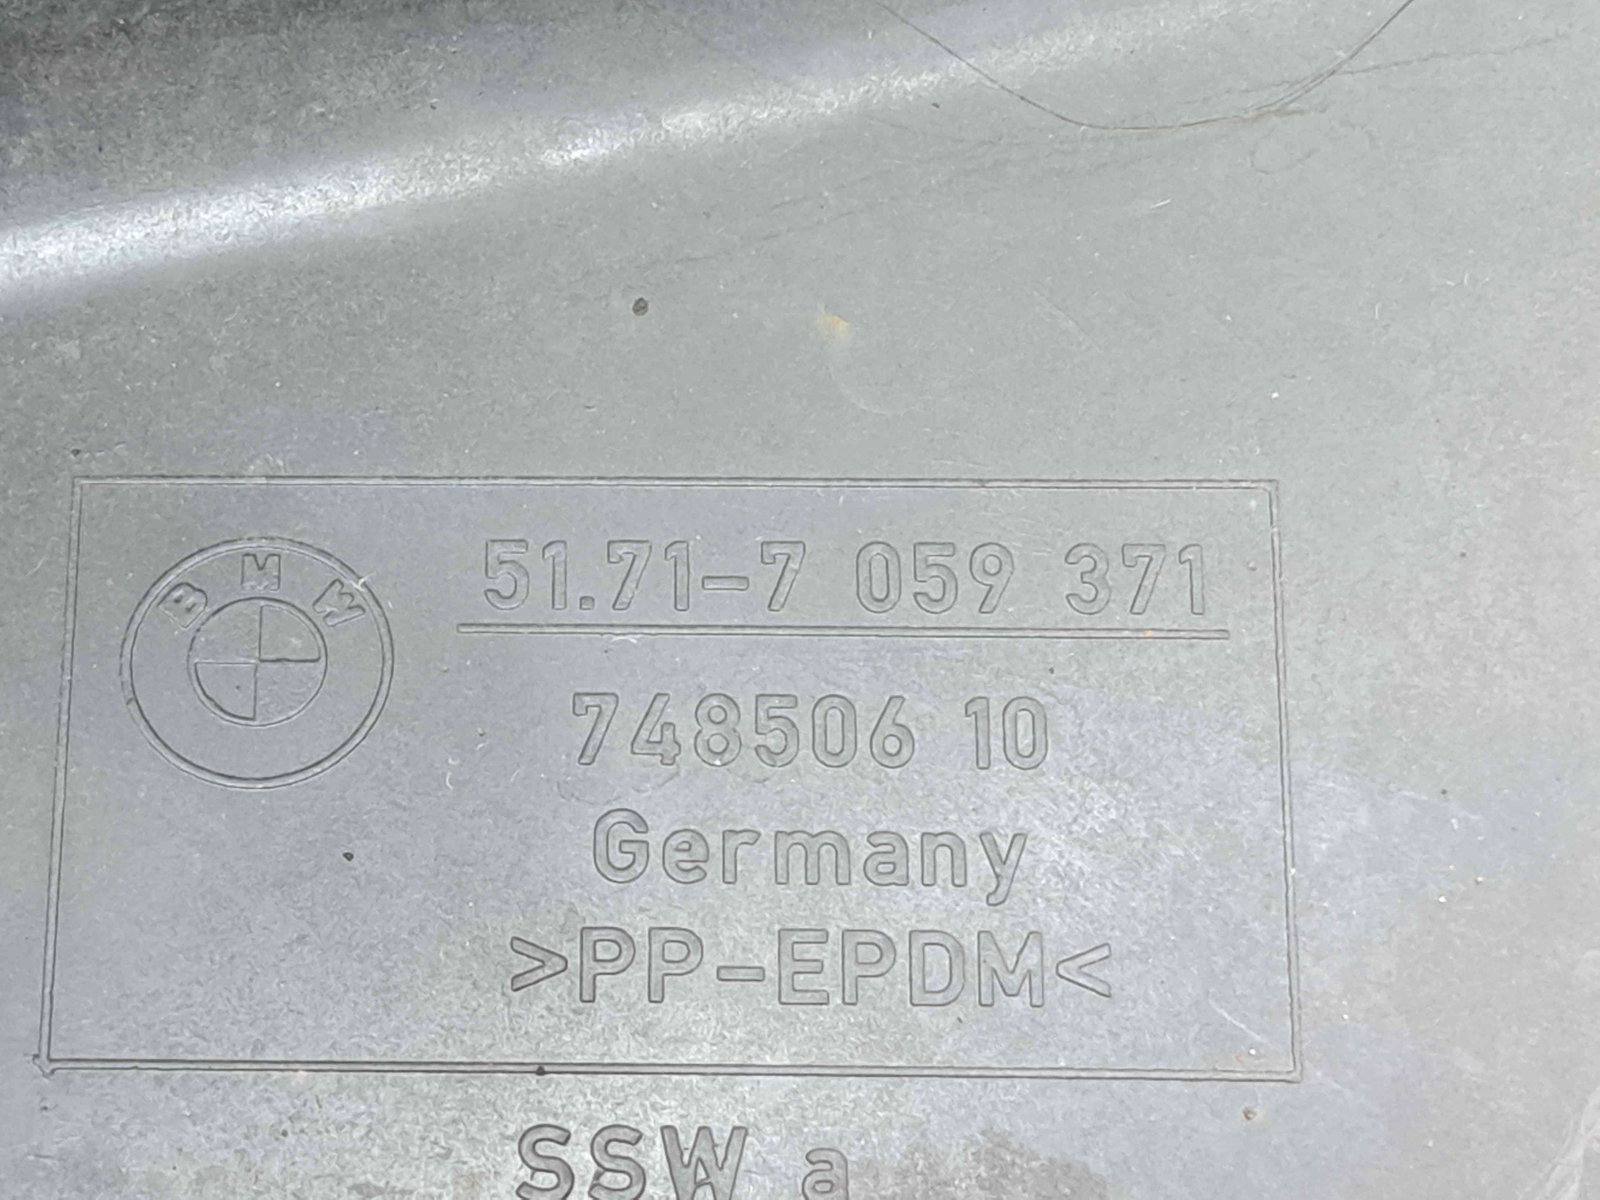 BMW
51.71-7 059 371
748506 10
Germany
>PP-EPDM<
SSW a